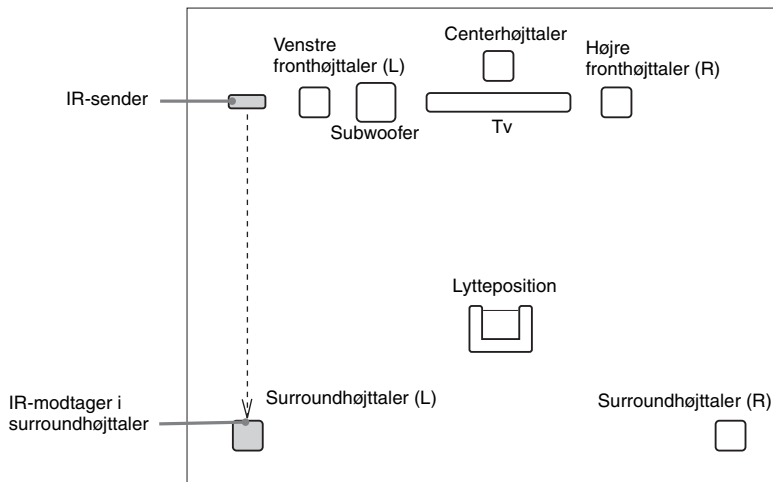 Venstre
fronthøjttaler (L)
Centerhøjttaler
Højre
fronthøjttaler (R)
IR-sender
Subwoofer
Tv
Lytteposition
IR-modtager i
surroundhøjttaler
Surroundhøjttaler (L)
Surroundhøjttaler (R)